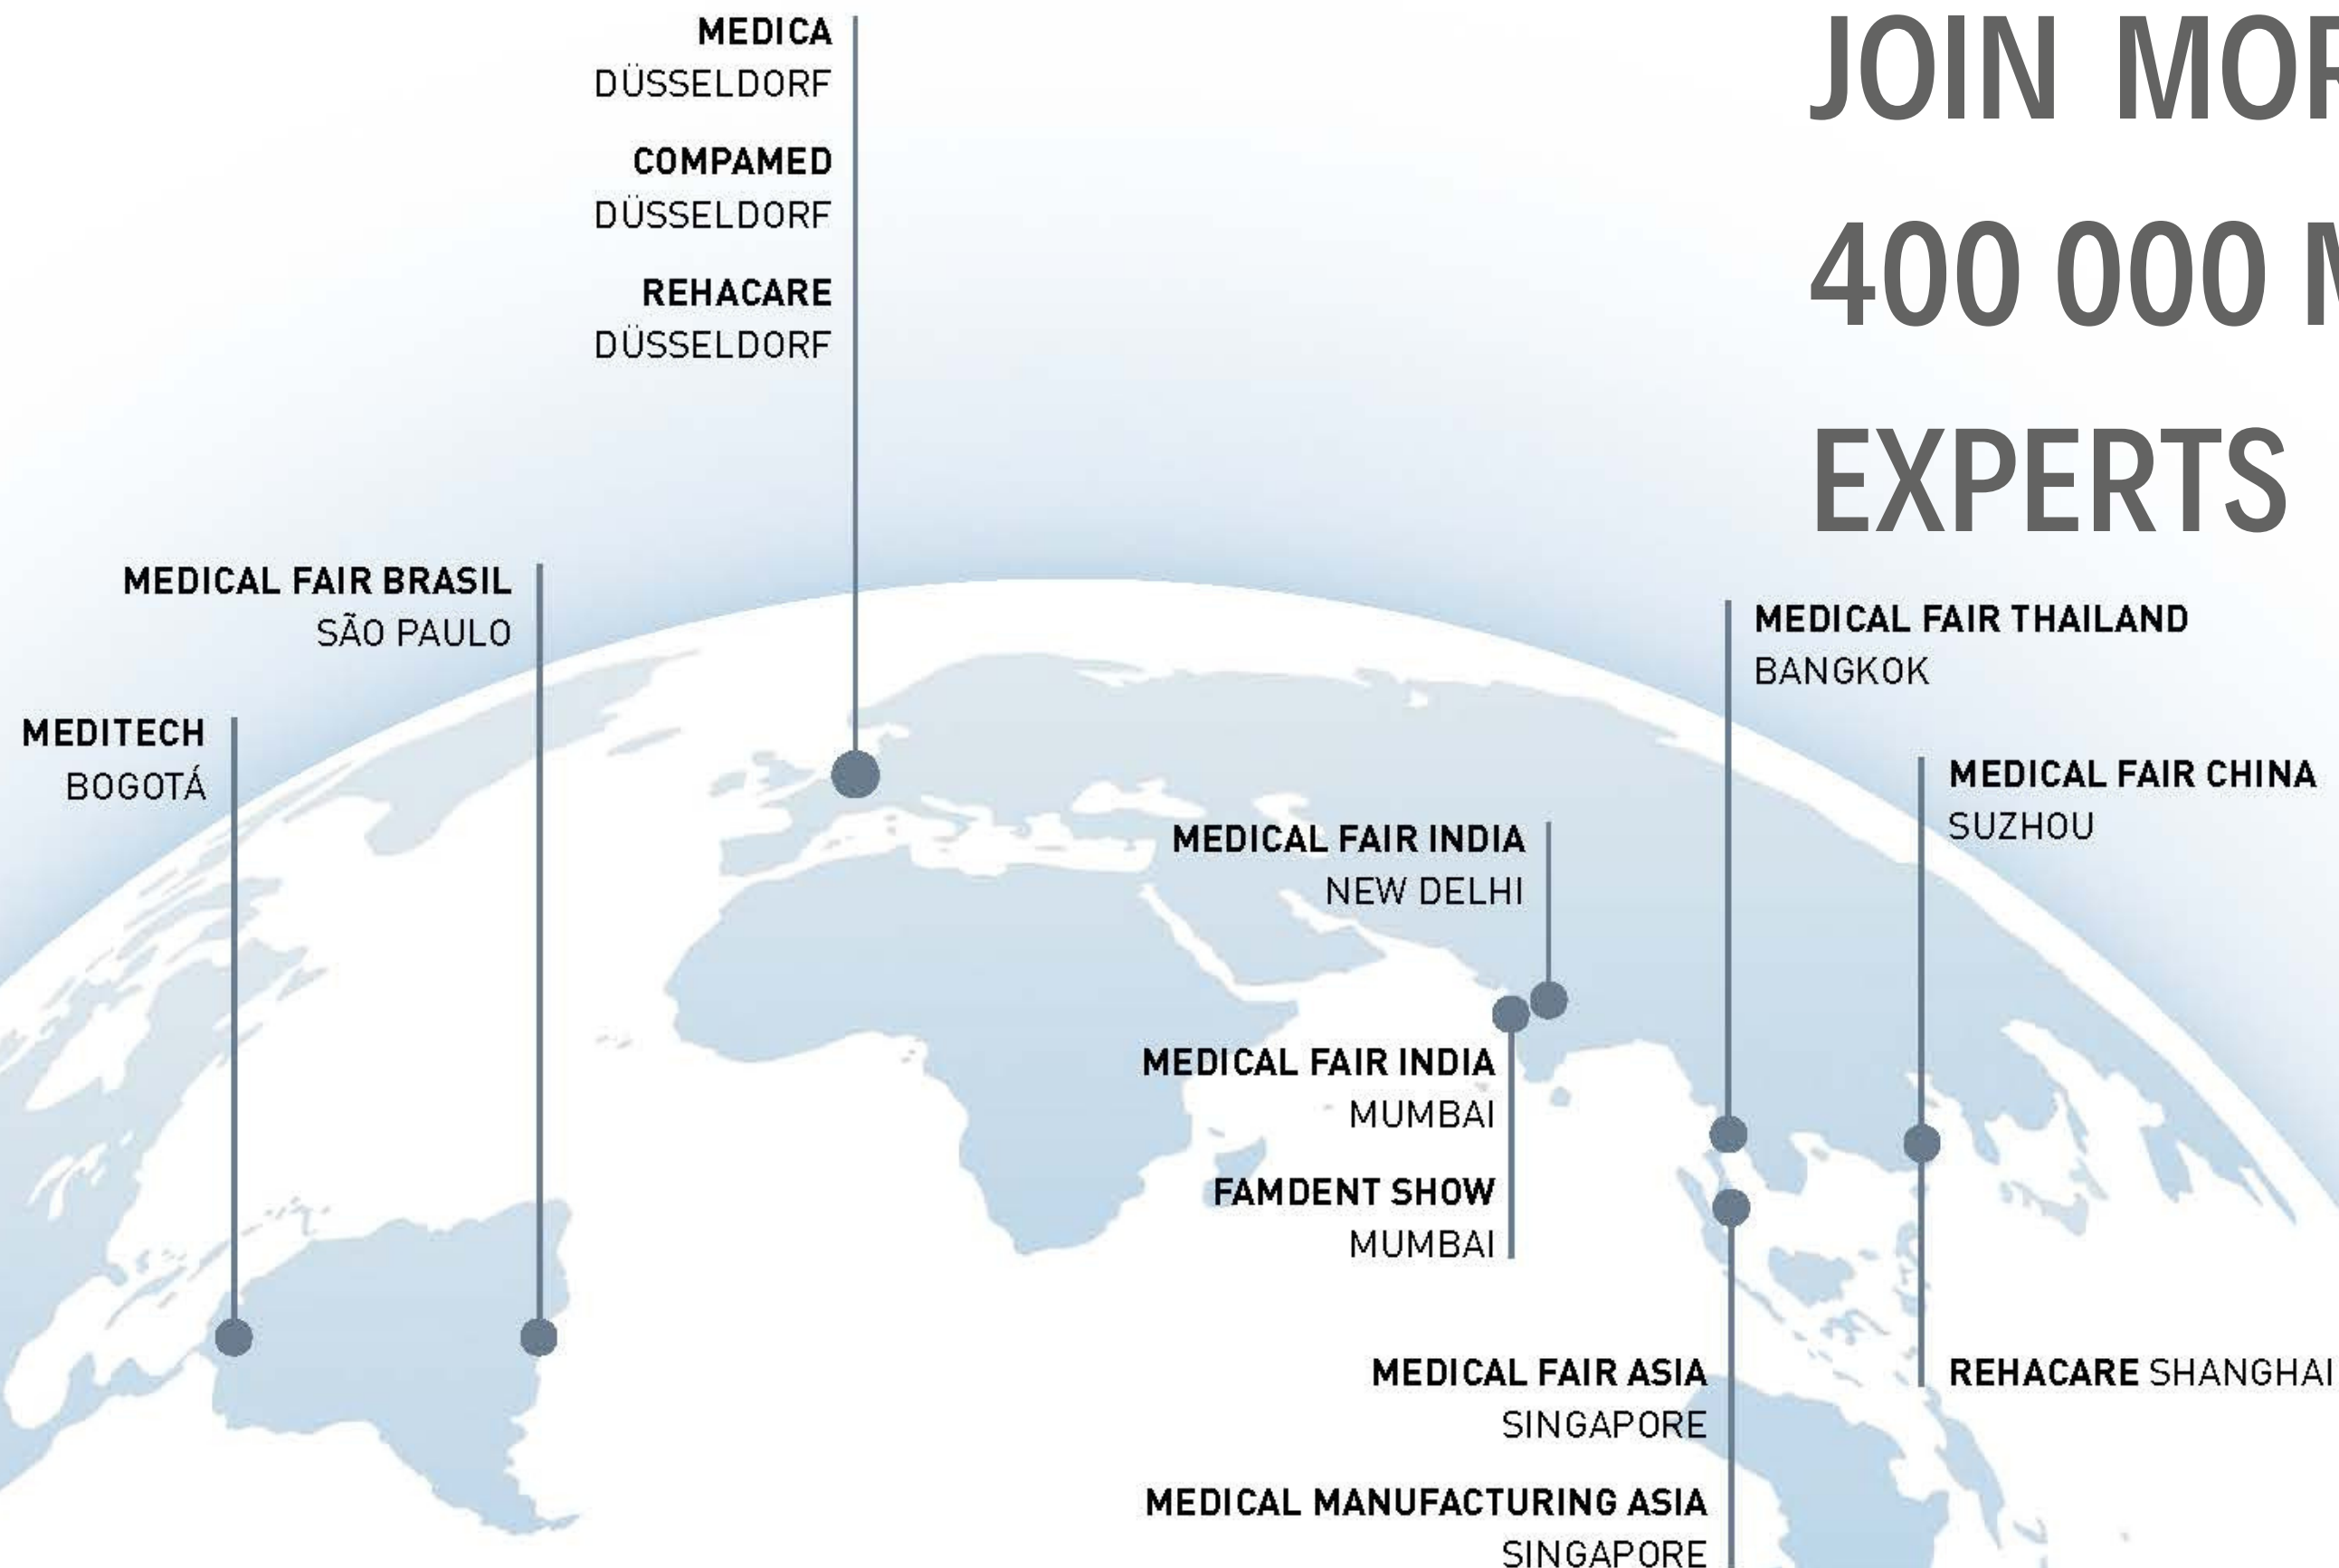 MEDICA
DÜSSELDORF
COMPAMED
DÜSSELDORF
REHACARE
DÜSSELDORF
JOIN
400 000
EXPERTS
MEDICAL FAIR BRASIL
SÃO PAULO
MEDITECH
BOGOTÁ
MEDICAL FAIR THAILAND
BANGKOK
MEDICAL FAIR CHINA
SUZHOU
MEDICAL FAIR INDIA
NEW DELHI
MEDICAL FAIR INDIA
MUMBAI
FAMDENT SHOW
MUMBAI
MEDICAL FAIR ASIA
SINGAPORE
MEDICAL MANUFACTURING ASIA
SINGAPORE
REHACARE SHANGHAI